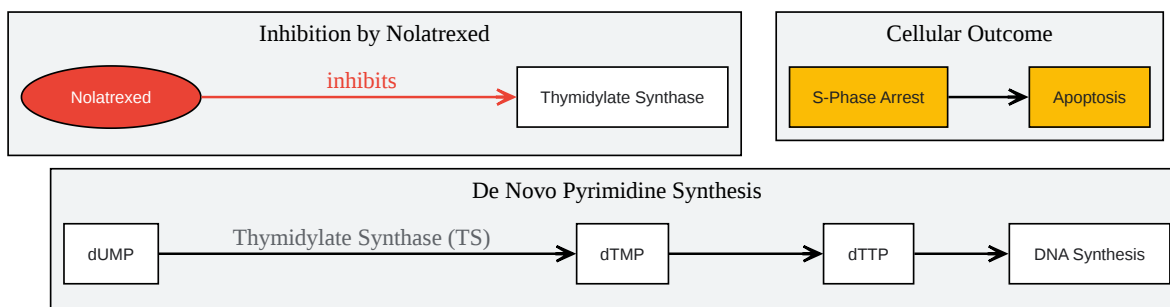 Inhibition by Nolatrexed
Nolatrexed
inhibits
Thymidylate Synthase
Cellular Outcome
S-Phase Arrest
Apoptosis
De Novo Pyrimidine Synthesis
dUMP
Thymidylate Synthase (TS)
dTMP
dTTP
DNA Synthesis